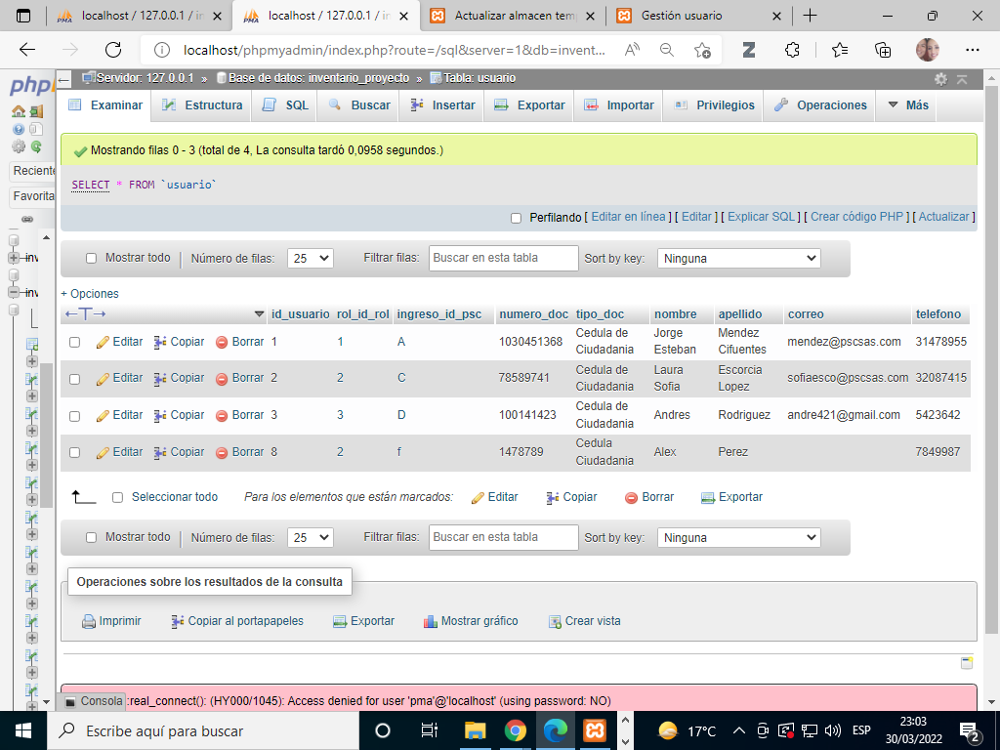 localhost / 127.0.0.1 / in
localhost / 127.0.0.1 / in
Actualizar almacen tem
Gestión usuario
localhost/phpmyadmin/index.php?route=/sql&server=1&db=invent...
php
Servidor: 127.0.0.1 » Base de datos: inventario_proyecto » Tabla: usuario
Examinar Estructura SQL Buscar Insertar Exportar Importar Privilegios Operaciones Más
Reciente
Favorita
inv
inv
Mostrando filas 0 - 3 (total de 4, La consulta tardó 0,0958 segundos.)
SELECT * FROM `usuario`
Perfilando [ Editar en línea ] [ Editar ] [ Explicar SQL ] [ Crear código PHP ] [ Actualizar ]
Mostrar todo Número de filas: 25 Filtrar filas: Buscar en esta tabla Sort by key: Ninguna
+ Opciones
←T→ id_usuario rol_id_rol ingreso_id_psc numero_doc tipo_doc nombre apellido correo telefono
Editar Copiar Borrar 1 1 A 1030451368 Cedula de Ciudadania Jorge Esteban Mendez Cifuentes mendez@pscsas.com 31478955
Editar Copiar Borrar 2 2 C 78589741 Cedula de Ciudadania Laura Sofia Escorcia Lopez sofiaesco@pscsas.com 32087415
Editar Copiar Borrar 3 3 D 100141423 Cedula de Ciudadania Andres Rodriguez andre421@gmail.com 5423642
Editar Copiar Borrar 8 2 f 1478789 Cedula Ciudadania Alex Perez 7849987
Seleccionar todo Para los elementos que están marcados: Editar Copiar Borrar Exportar
Mostrar todo Número de filas: 25 Filtrar filas: Buscar en esta tabla Sort by key: Ninguna
Operaciones sobre los resultados de la consulta
Imprimir Copiar al portapapeles Exportar Mostrar gráfico Crear vista
Consola :real_connect(): (HY000/1045): Access denied for user 'pma'@'localhost' (using password: NO)
Escribe aquí para buscar
17°C
ESP
23:03
30/03/2022
2